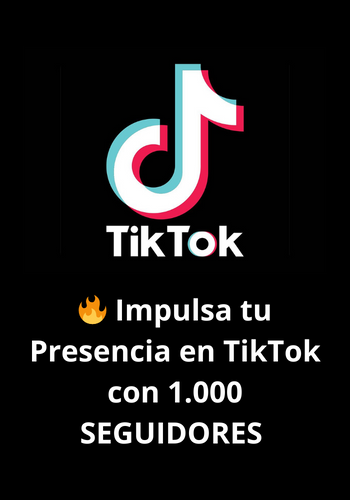 TikTok
🔥 Impulsa tu
Presencia en TikTok
con 1.000
SEGUIDORES